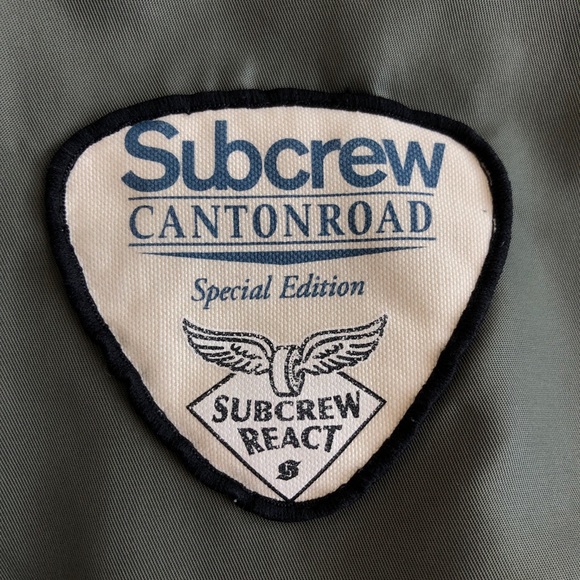 Subcrew
CANTONROAD
Special Edition
SUBCREW
REACT
S